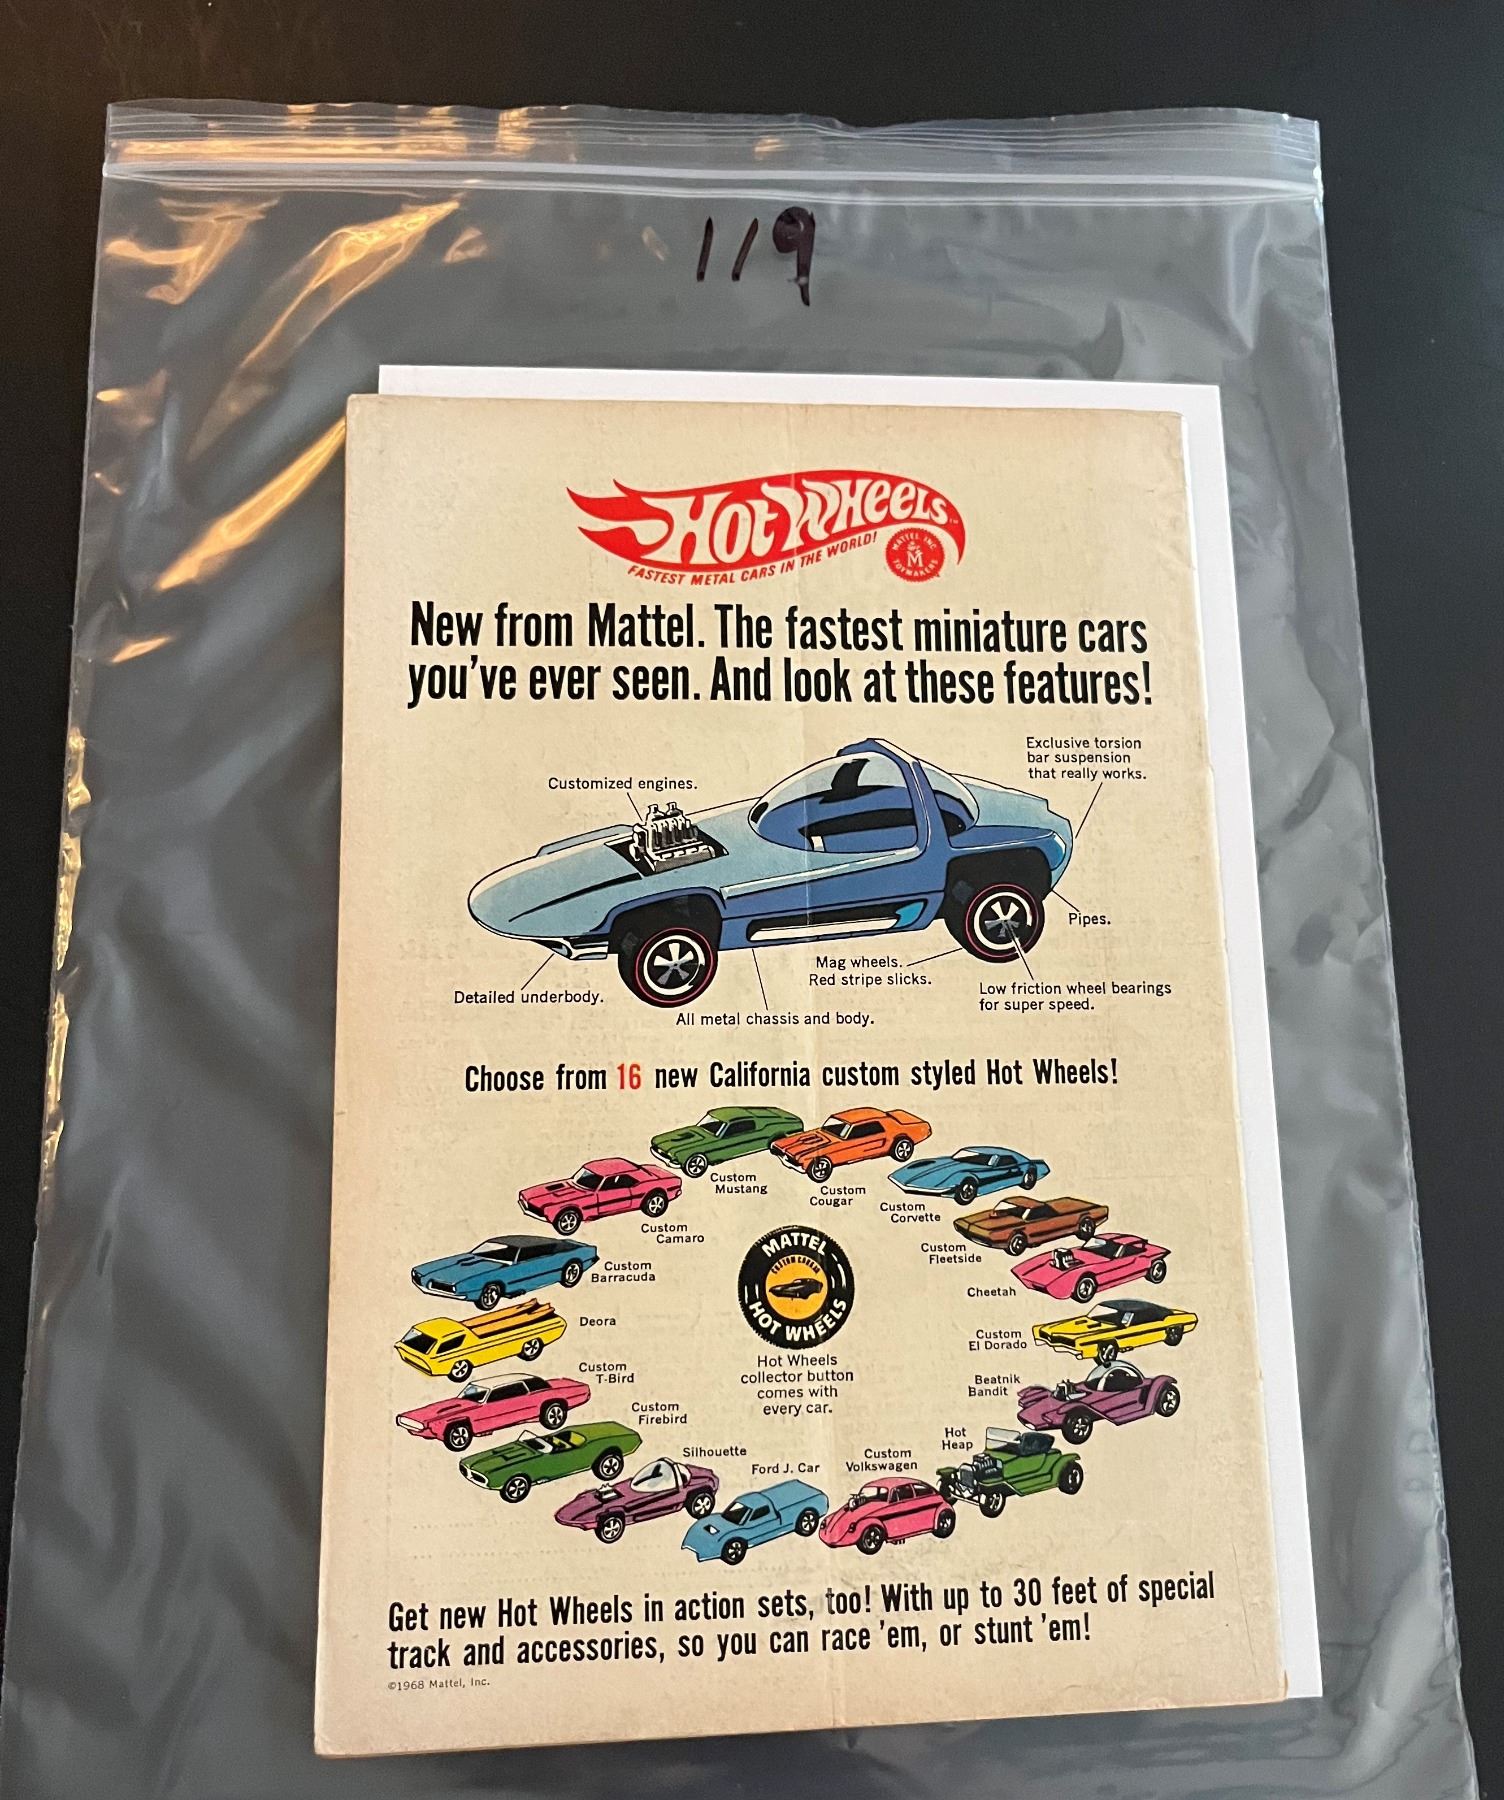 119
Hot Wheels
FASTEST METAL CARS IN THE WORLD!
MATTEL INC
M
TOYMAKERS
New from Mattel. The fastest miniature cars
you've ever seen. And look at these features!
Exclusive torsion
bar suspension
that really works.
Customized engines.
Pipes.
Mag wheels.
Red stripe slicks.
Low friction wheel bearings
for super speed.
Detailed underbody.
All metal chassis and body.
Choose from 16 new California custom styled Hot Wheels!
Custom
Mustang
Custom
Cougar
Custom
Corvette
Custom
Camaro
Custom
Fleetside
Custom
Barracuda
Cheetah
Deora
Custom
El Dorado
Custom
T-Bird
Beatnik
Bandit
Custom
Firebird
Hot
Heap
Silhouette
Ford J. Car
Custom
Volkswagen
MATTEL
CUSTOM COUGAR
HOT WHEELS
Hot Wheels
collector button
comes with
every car.
Get new Hot Wheels in action sets, too! With up to 30 feet of special
track and accessories, so you can race 'em, or stunt 'em!
©1968 Mattel, Inc.